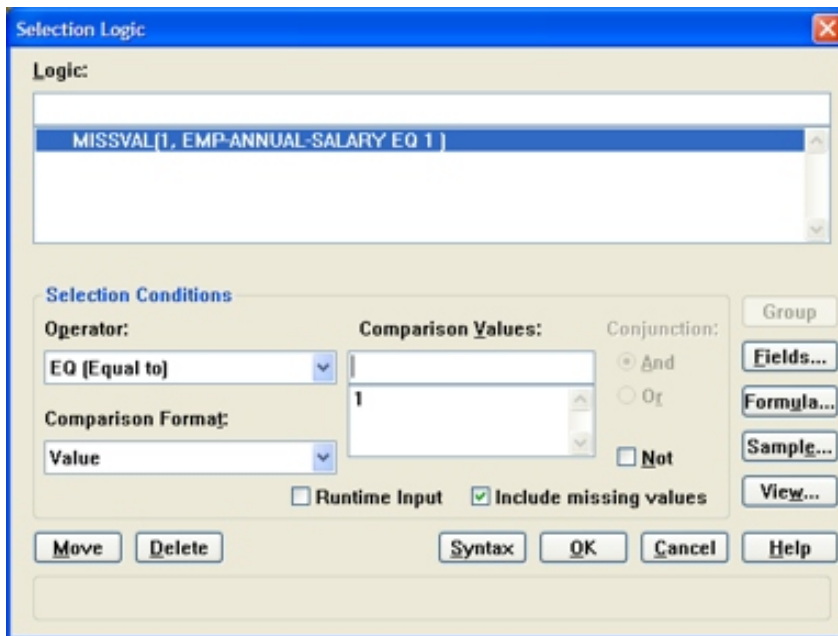 Selection Logic
Logic:
MISSVAL(1, EMP-ANNUAL-SALARY EQ 1 )
Selection Conditions
Operator:
Comparison Values:
Conjunction:
EQ (Equal to)
And
Or
1
Comparison Format:
Value
Not
Runtime Input
Include missing values
Group
Fields...
Formula...
Sample...
View...
Move
Delete
Syntax
OK
Cancel
Help